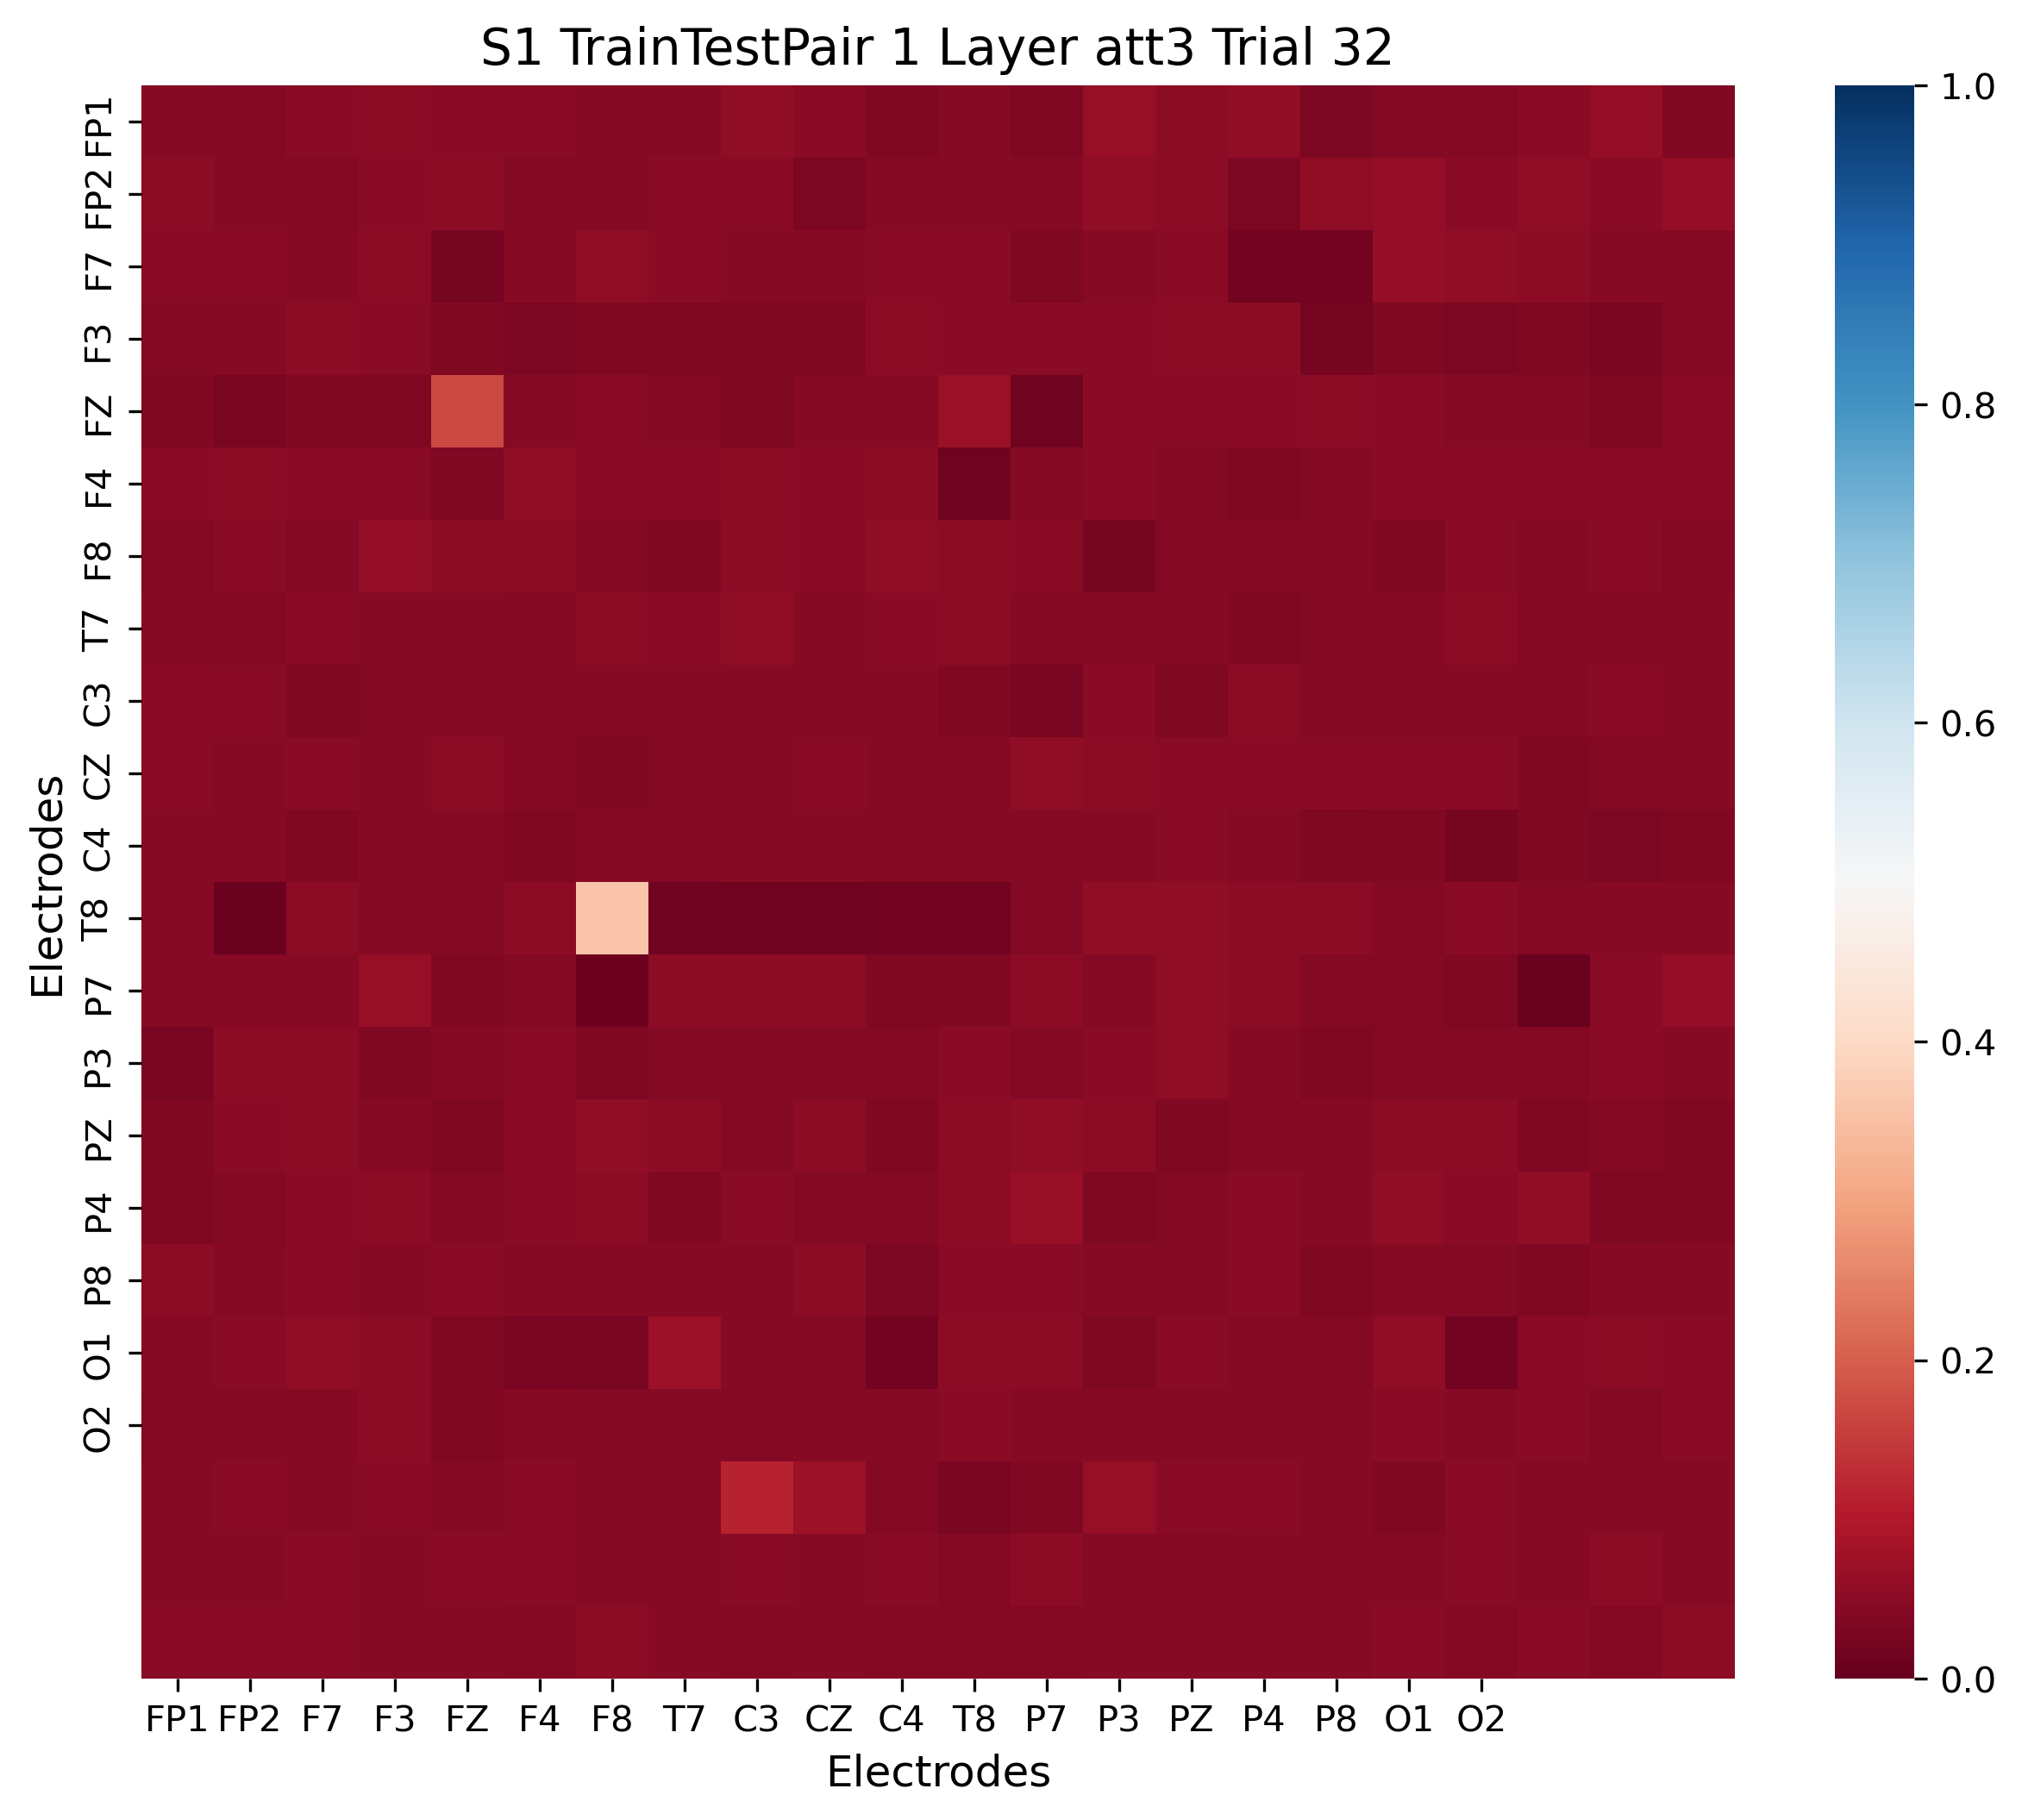 S1 TrainTestPair 1 Layer att3 Trial 32
Electrodes
FP1
FP2
F7
F3
FZ
F4
F8
T7
C3
CZ
C4
T8
P7
P3
PZ
P4
P8
O1
O2
FP1 FP2 F7 F3 FZ F4 F8 T7 C3 CZ C4 T8 P7 P3 PZ P4 P8 O1 O2
Electrodes
1.0
0.8
0.6
0.4
0.2
0.0